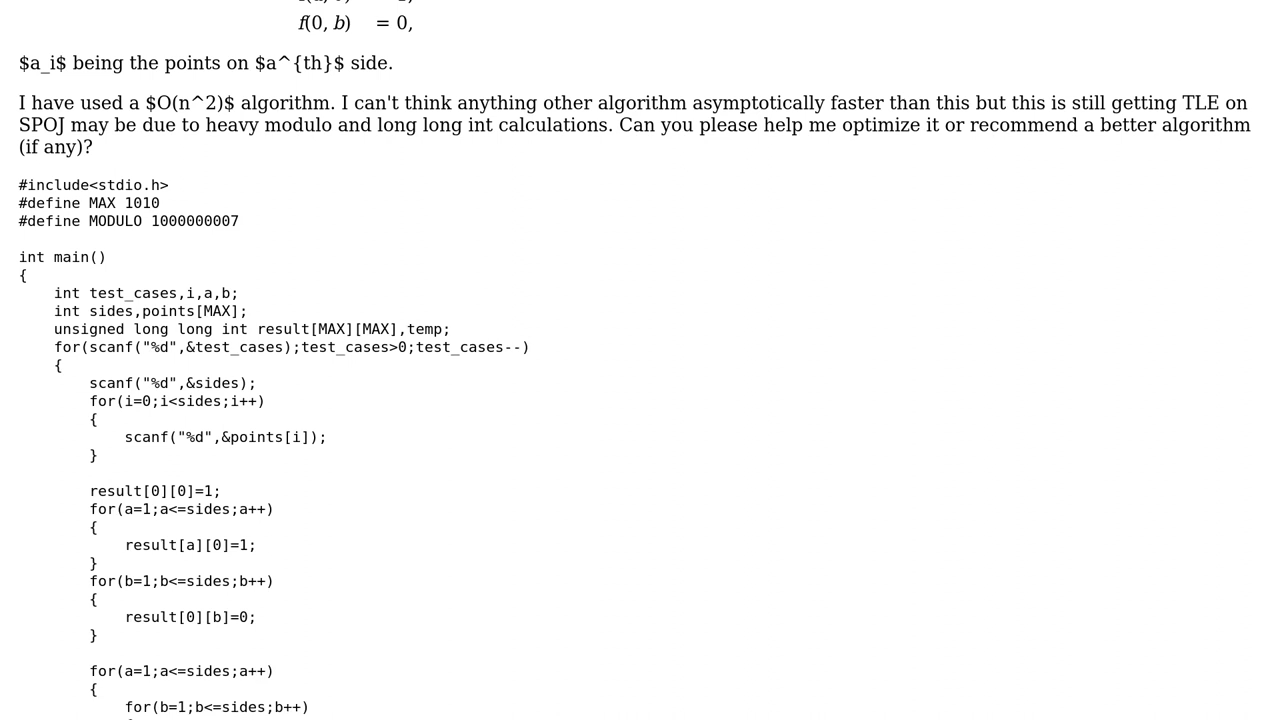 f(0, b) = 0,
$a_i$ being the points on $a^{th}$ side.
I have used a $O(n^2)$ algorithm. I can't think anything other algorithm asymptotically faster than this but this is still getting TLE on
SPOJ may be due to heavy modulo and long long int calculations. Can you please help me optimize it or recommend a better algorithm
(if any)?
#include<stdio.h>
#define MAX 1010
#define MODULO 1000000007
int main()
{
    int test_cases,i,a,b;
    int sides,points[MAX];
    unsigned long long int result[MAX][MAX],temp;
    for(scanf("%d",&test_cases);test_cases>0;test_cases--)
    {
        scanf("%d",&sides);
        for(i=0;i<sides;i++)
        {
            scanf("%d",&points[i]);
        }
        result[0][0]=1;
        for(a=1;a<=sides;a++)
        {
            result[a][0]=1;
        }
        for(b=1;b<=sides;b++)
        {
            result[0][b]=0;
        }
        for(a=1;a<=sides;a++)
        {
            for(b=1;b<=sides;b++)